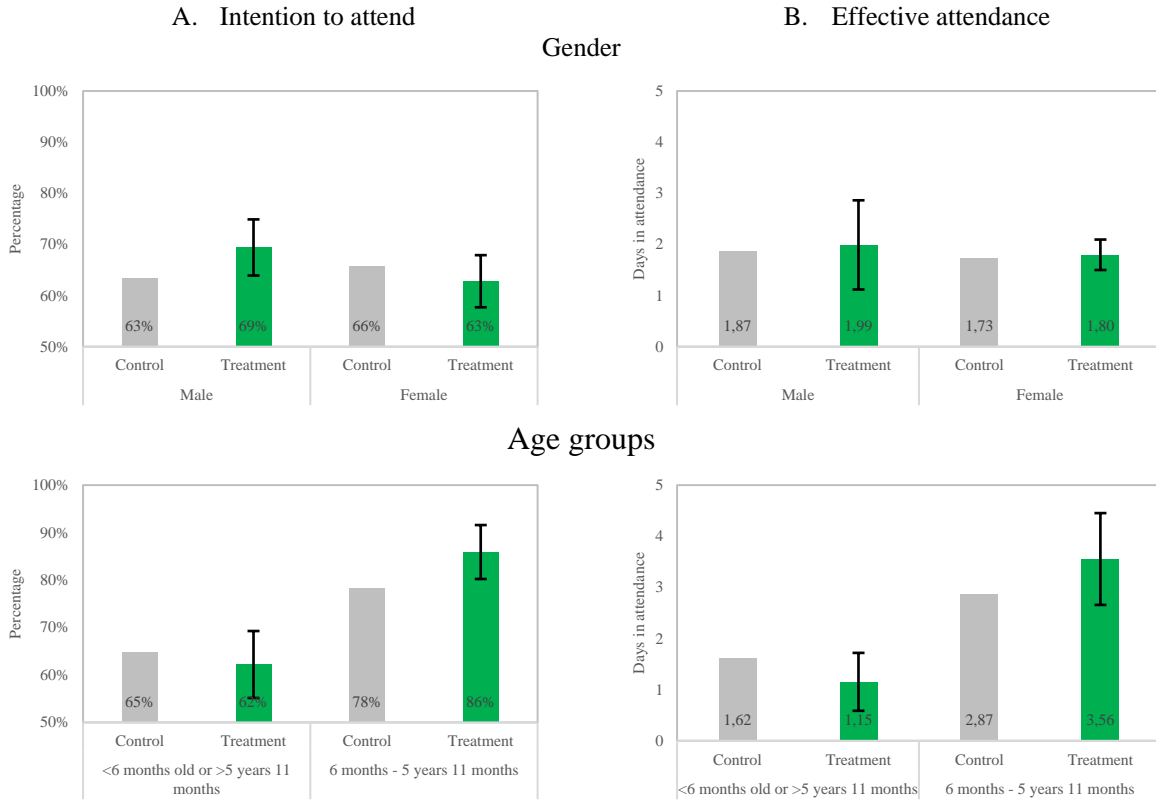 A. Intention to attend
B. Effective attendance
Gender
100%
90%
80%
70%
60%
50%
Percentage
63%
69%
66%
63%
Control
Treatment
Control
Treatment
Male
Female
5
4
3
2
1
0
Days in attendance
1,87
1,99
1,73
1,80
Control
Treatment
Control
Treatment
Male
Female
Age groups
100%
90%
80%
70%
60%
50%
Percentage
65%
62%
78%
86%
Control
Treatment
Control
Treatment
<6 months old or >5 years 11
months
6 months - 5 years 11 months
5
4
3
2
1
0
Days in attendance
1,62
1,15
2,87
3,56
Control
Treatment
Control
Treatment
<6 months old or >5 years 11 months
6 months - 5 years 11 months